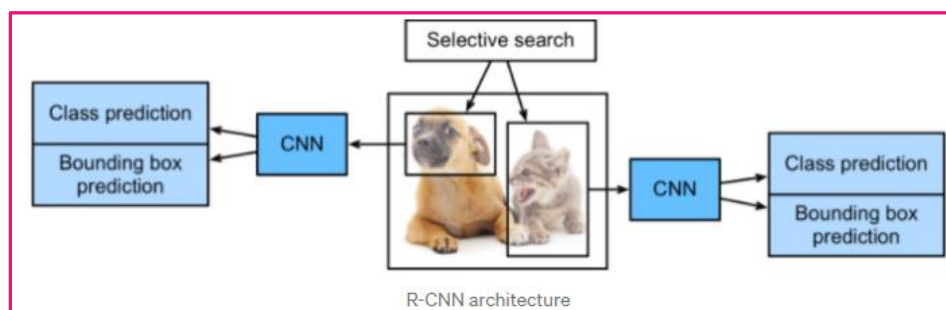 Selective search
Class prediction
Bounding box
prediction
CNN
CNN
Class prediction
Bounding box
prediction
R-CNN architecture